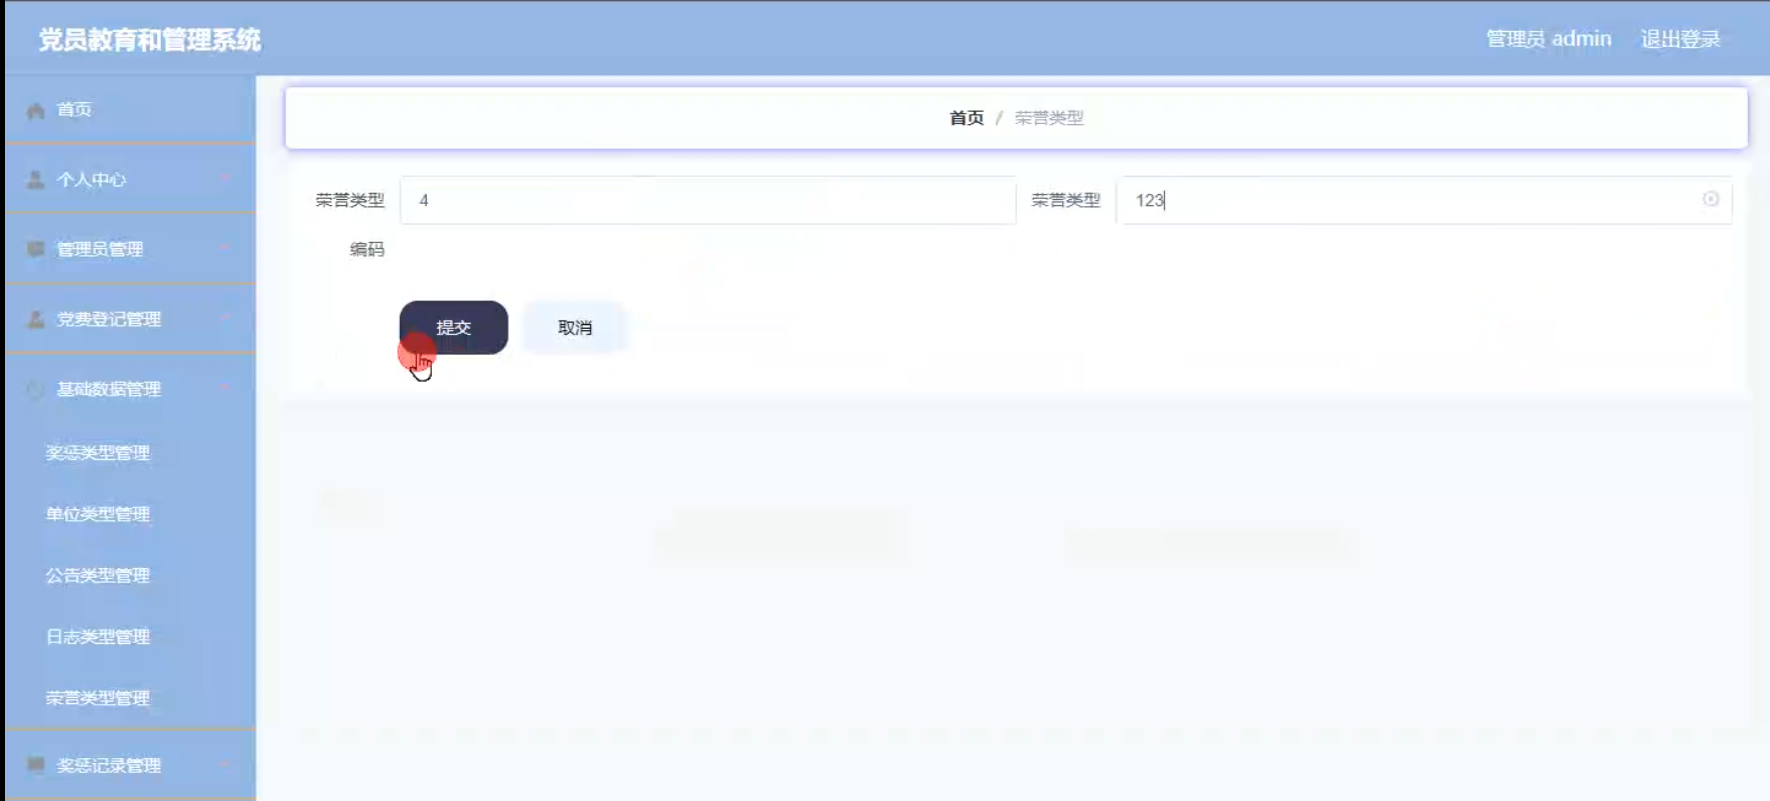 党员教育和管理系统
管理员 admin 退出登录
首页
个人中心
管理员管理
党费登记管理
基础数据管理
奖惩类型管理
单位类型管理
公告类型管理
日志类型管理
荣誉类型管理
奖惩记录管理
首页 / 荣誉类型
荣誉类型 4
编码
荣誉类型 123
提交 取消